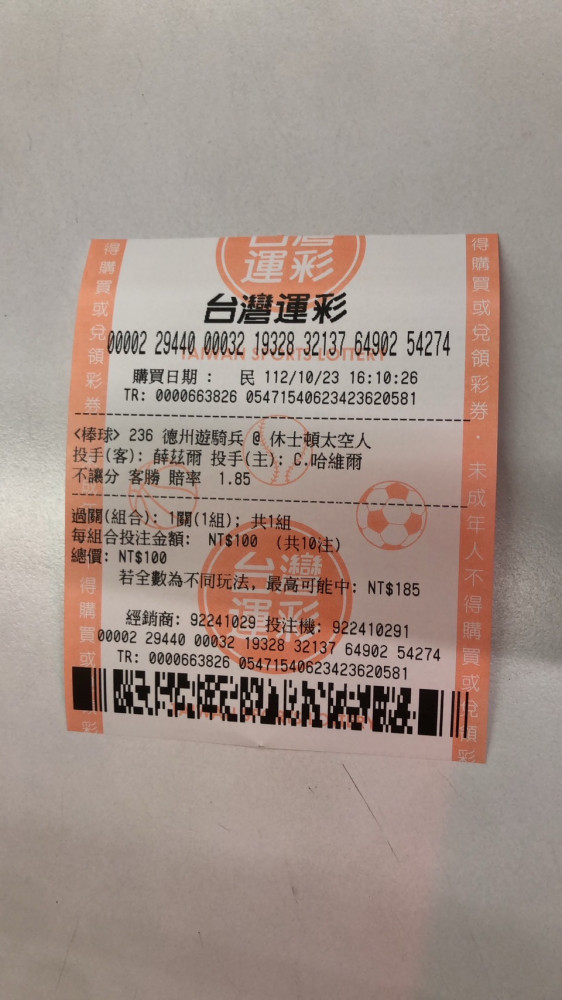 台灣
運彩
台灣運彩
TAIWAN SPORTS LOTTERY
00002 29440 00032 19328 32137 64902 54274
購買日期： 民 112/10/23 16:10:26
TR: 0000663826 05471540623423620581
<棒球> 236 德州遊騎兵 @ 休士頓太空人
投手(客): 薛茲爾 投手(主): C.哈維爾
不讓分 客勝 賠率 1.85
過關(組合): 1關(1組); 共1組
每組合投注金額: NT$100 (共10注)
總價: NT$100
若全數為不同玩法, 最高可能中: NT$185
台灣
運彩
經銷商: 92241029 投注機: 922410291
00002 29440 00032 19328 32137 64902 54274
TR: 0000663826 05471540623423620581
得購買或兌領彩券
得購買或
彩
得購買或兌領彩券．未成年人不得購買或兌領彩